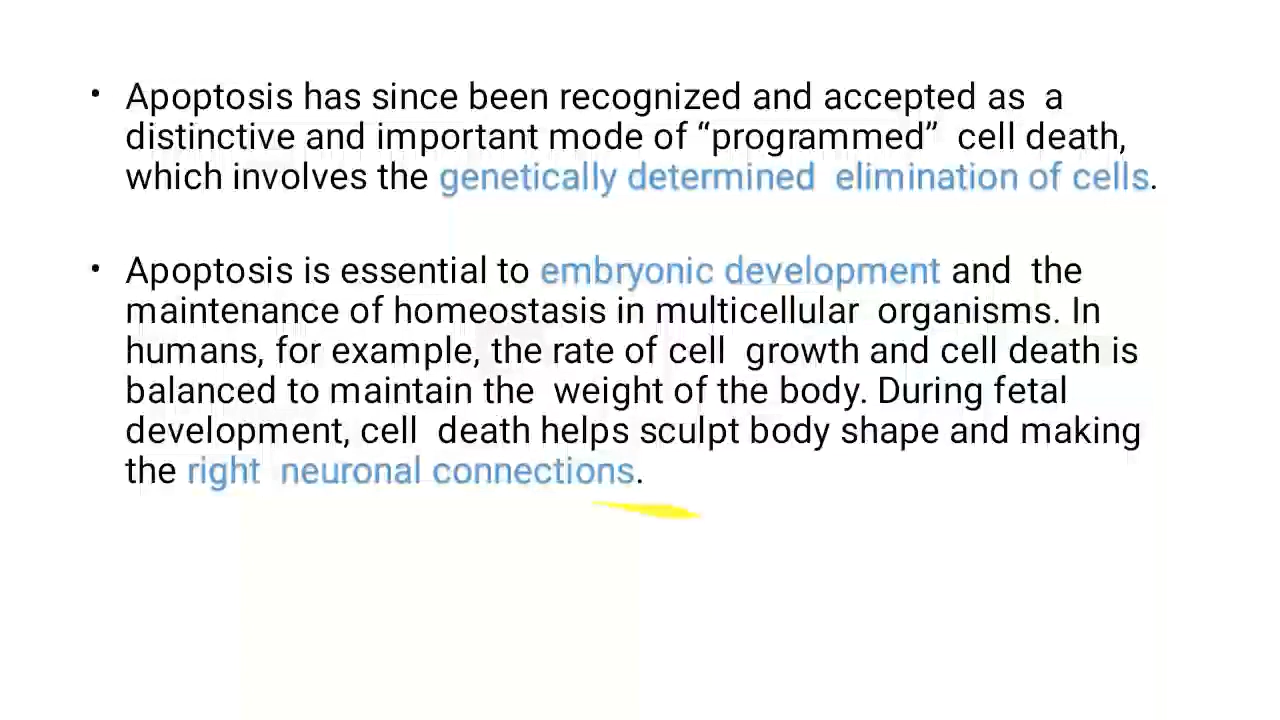 • Apoptosis has since been recognized and accepted as a
distinctive and important mode of “programmed” cell death,
which involves the genetically determined elimination of cells.
• Apoptosis is essential to embryonic development and the
maintenance of homeostasis in multicellular organisms. In
humans, for example, the rate of cell growth and cell death is
balanced to maintain the weight of the body. During fetal
development, cell death helps sculpt body shape and making
the right neuronal connections.